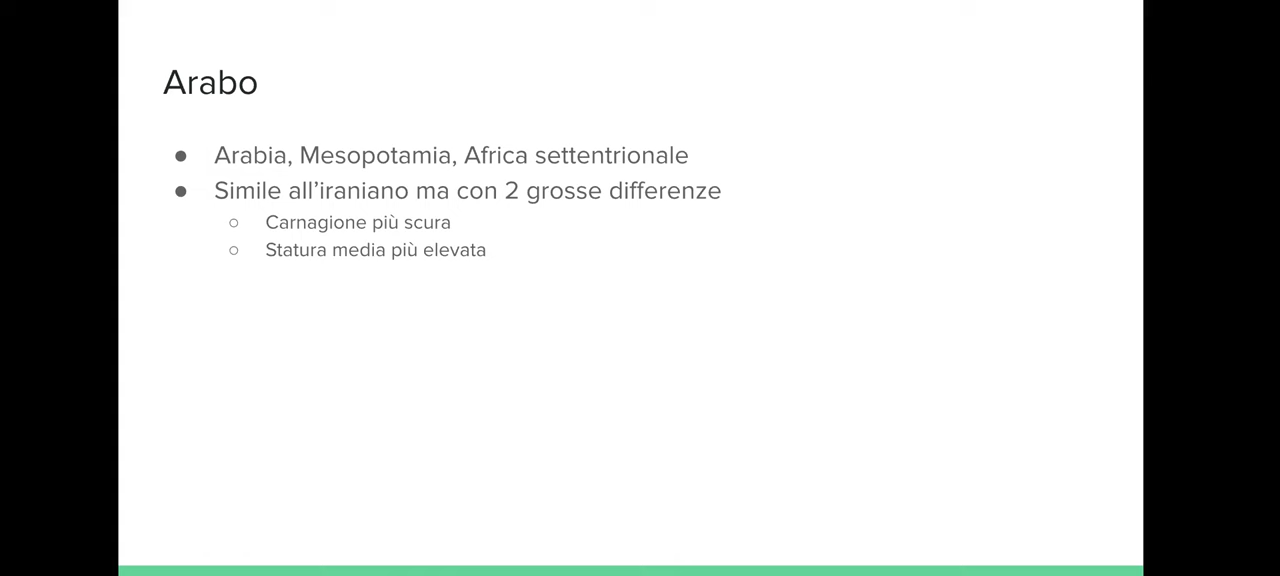 Arabo
● Arabia, Mesopotamia, Africa settentrionale
● Simile all’iraniano ma con 2 grosse differenze
○ Carnagione più scura
○ Statura media più elevata